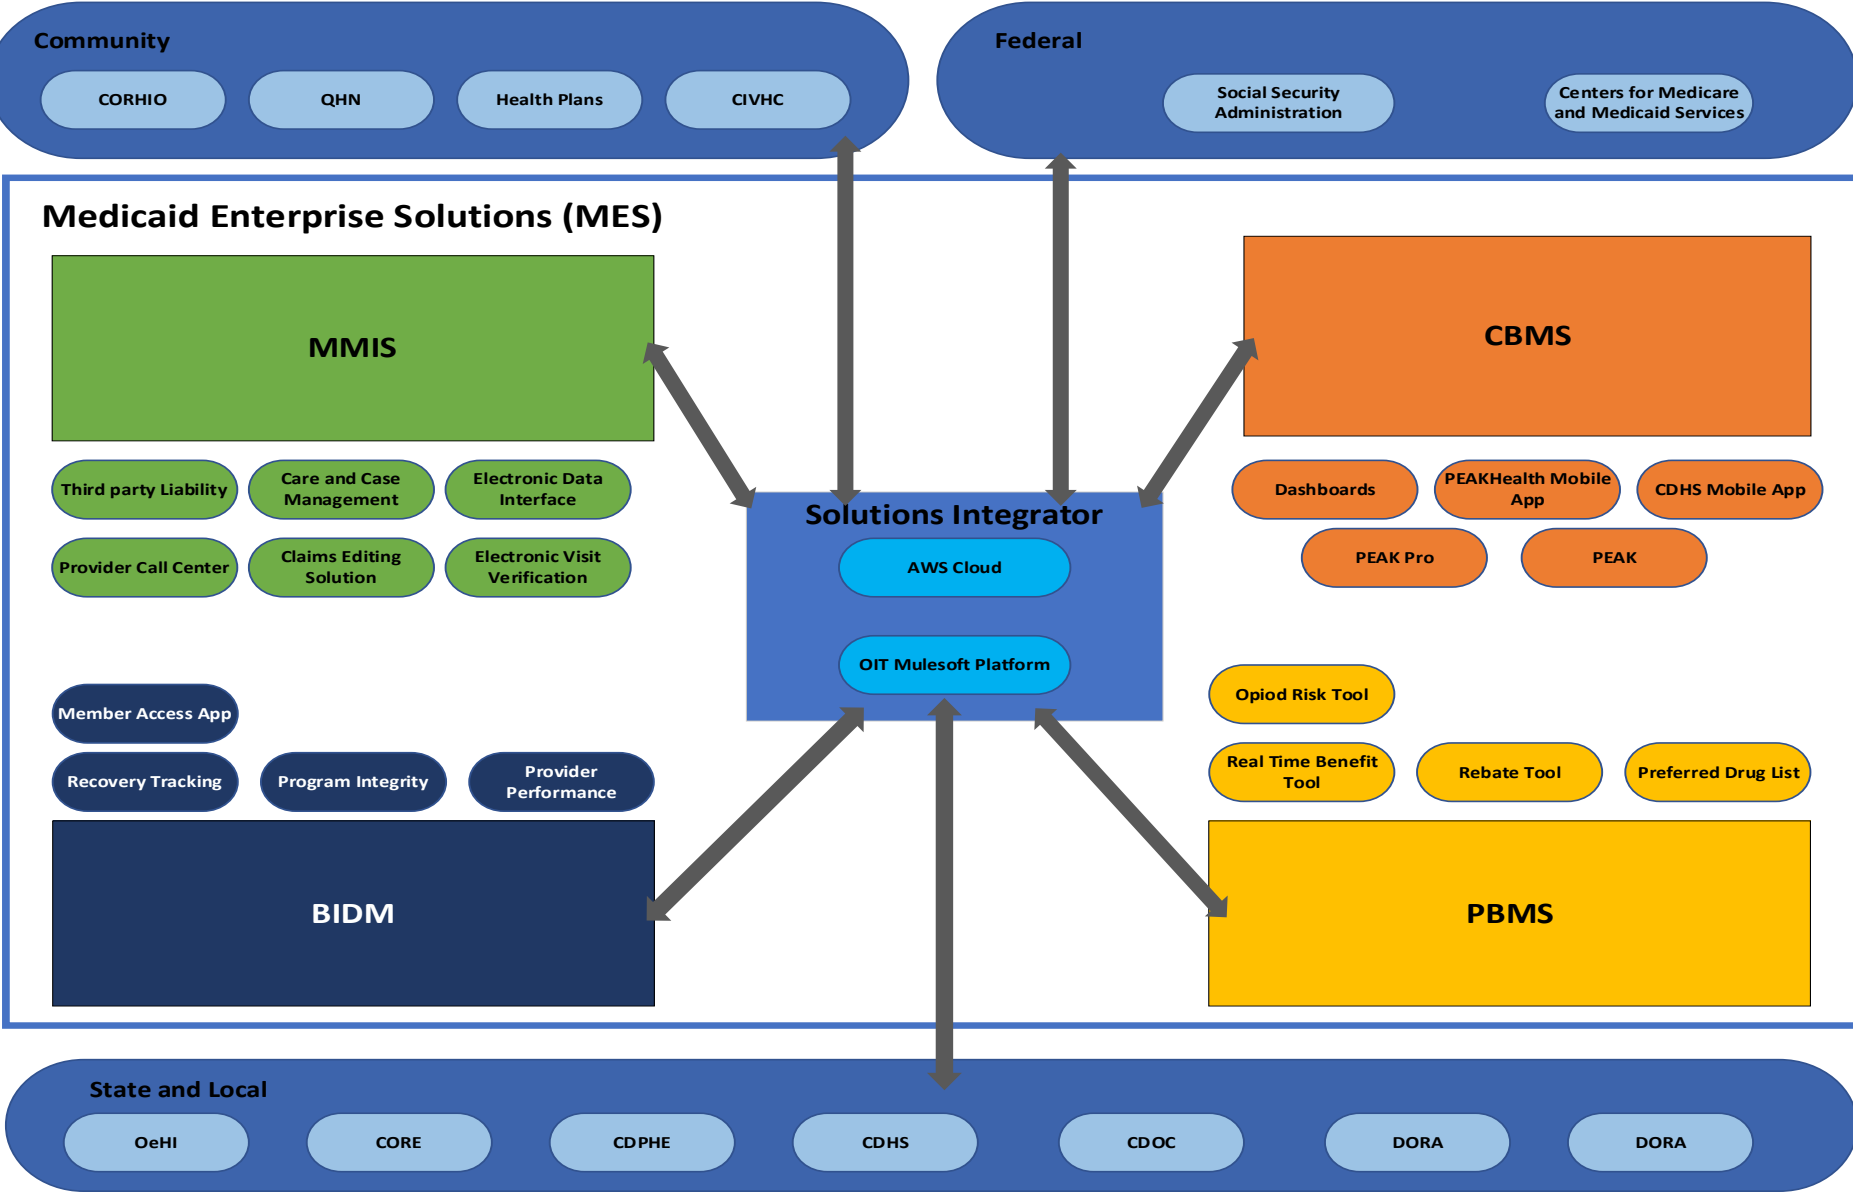 Community
CORHIO
QHN
Health Plans
CIVHC
Federal
Social Security
Administration
Centers for Medicare
and Medicaid Services
Medicaid Enterprise Solutions (MES)
MMIS
Third party Liability
Care and Case
Management
Electronic Data
Interface
Provider Call Center
Claims Editing
Solution
Electronic Visit
Verification
CBMS
Dashboards
PEAKHealth Mobile
App
CDHS Mobile App
PEAK Pro
PEAK
Solutions Integrator
AWS Cloud
OIT Mulesoft Platform
Member Access App
Recovery Tracking
Program Integrity
Provider
Performance
BIDM
Opiod Risk Tool
Real Time Benefit
Tool
Rebate Tool
Preferred Drug List
PBMS
State and Local
OeHI
CORE
CDPHE
CDHS
CDOC
DORA
DORA